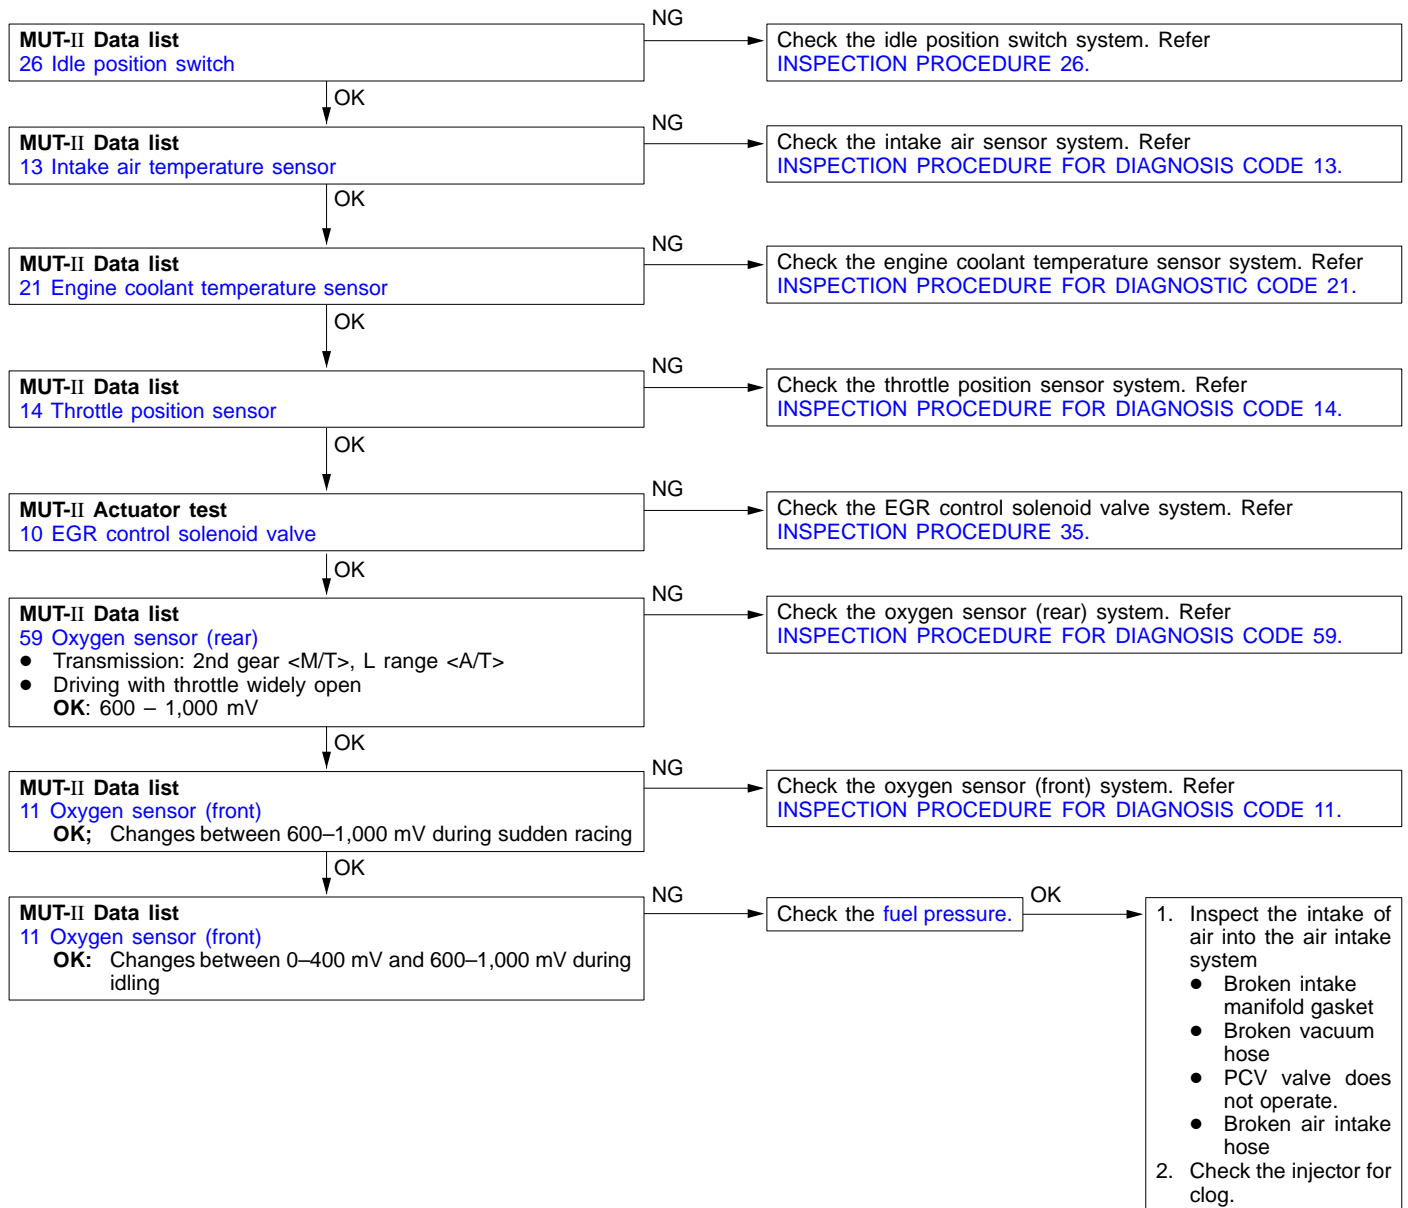 NG
MUT-II Data list
26 Idle position switch
Check the idle position switch system. Refer
INSPECTION PROCEDURE 26.
OK
NG
MUT-II Data list
13 Intake air temperature sensor
Check the intake air sensor system. Refer
INSPECTION PROCEDURE FOR DIAGNOSIS CODE 13.
OK
NG
MUT-II Data list
21 Engine coolant temperature sensor
Check the engine coolant temperature sensor system. Refer
INSPECTION PROCEDURE FOR DIAGNOSTIC CODE 21.
OK
NG
MUT-II Data list
14 Throttle position sensor
Check the throttle position sensor system. Refer
INSPECTION PROCEDURE FOR DIAGNOSIS CODE 14.
OK
NG
MUT-II Actuator test
10 EGR control solenoid valve
Check the EGR control solenoid valve system. Refer
INSPECTION PROCEDURE 35.
OK
NG
MUT-II Data list
59 Oxygen sensor (rear)
● Transmission: 2nd gear <M/T>, L range <A/T>
● Driving with throttle widely open
OK: 600 – 1,000 mV
Check the oxygen sensor (rear) system. Refer
INSPECTION PROCEDURE FOR DIAGNOSIS CODE 59.
OK
NG
MUT-II Data list
11 Oxygen sensor (front)
OK; Changes between 600–1,000 mV during sudden racing
Check the oxygen sensor (front) system. Refer
INSPECTION PROCEDURE FOR DIAGNOSIS CODE 11.
OK
NG
MUT-II Data list
11 Oxygen sensor (front)
OK: Changes between 0–400 mV and 600–1,000 mV during
idling
Check the fuel pressure.
OK
1. Inspect the intake of
air into the air intake
system
● Broken intake
manifold gasket
● Broken vacuum
hose
● PCV valve does
not operate.
● Broken air intake
hose
2. Check the injector for
clog.